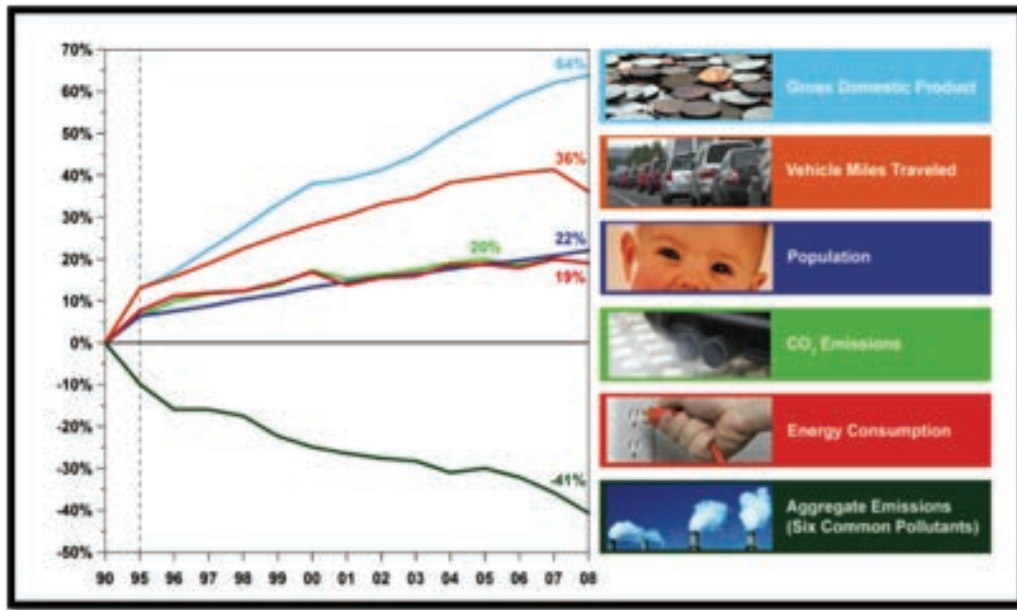 70%
60%
50%
40%
30%
20%
10%
0%
-10%
-20%
-30%
-40%
-50%
90 95 96 97 98 99 00 01 02 03 04 05 06 07 08
64%
36%
22%
20%
19%
-41%
Gross Domestic Product
Vehicle Miles Traveled
Population
CO₂ Emissions
Energy Consumption
Aggregate Emissions
(Six Common Pollutants)